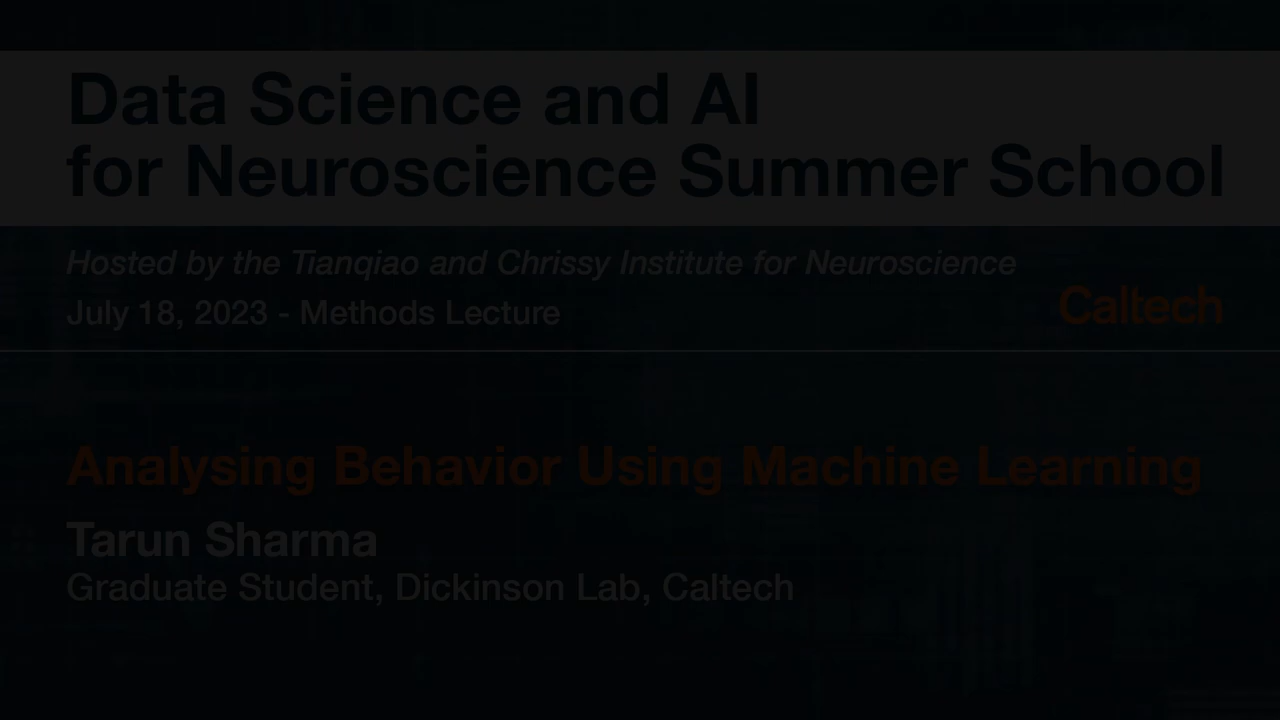 Data Science and AI
for Neuroscience Summer School
Hosted by the Tianqiao and Chrissy Institute for Neuroscience
July 18, 2023 - Methods Lecture
Caltech
Analysing Behavior Using Machine Learning
Tarun Sharma
Graduate Student, Dickinson Lab, Caltech